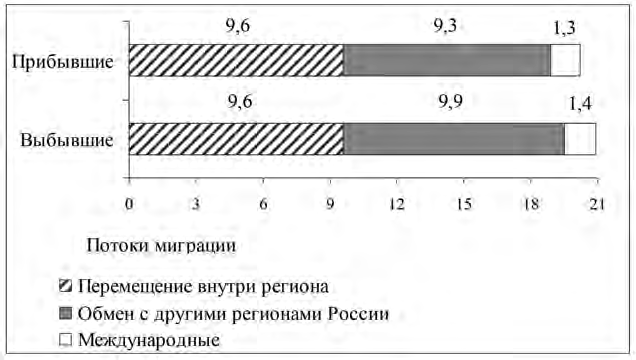 9,6 9,3 1,3
Прибывшие
9,6 9,9 1,4
Выбывшие
0 3 6 9 12 15 18 21
Потоки миграции
Перемещение внутри региона
Обмен с другими регионами России
Международные